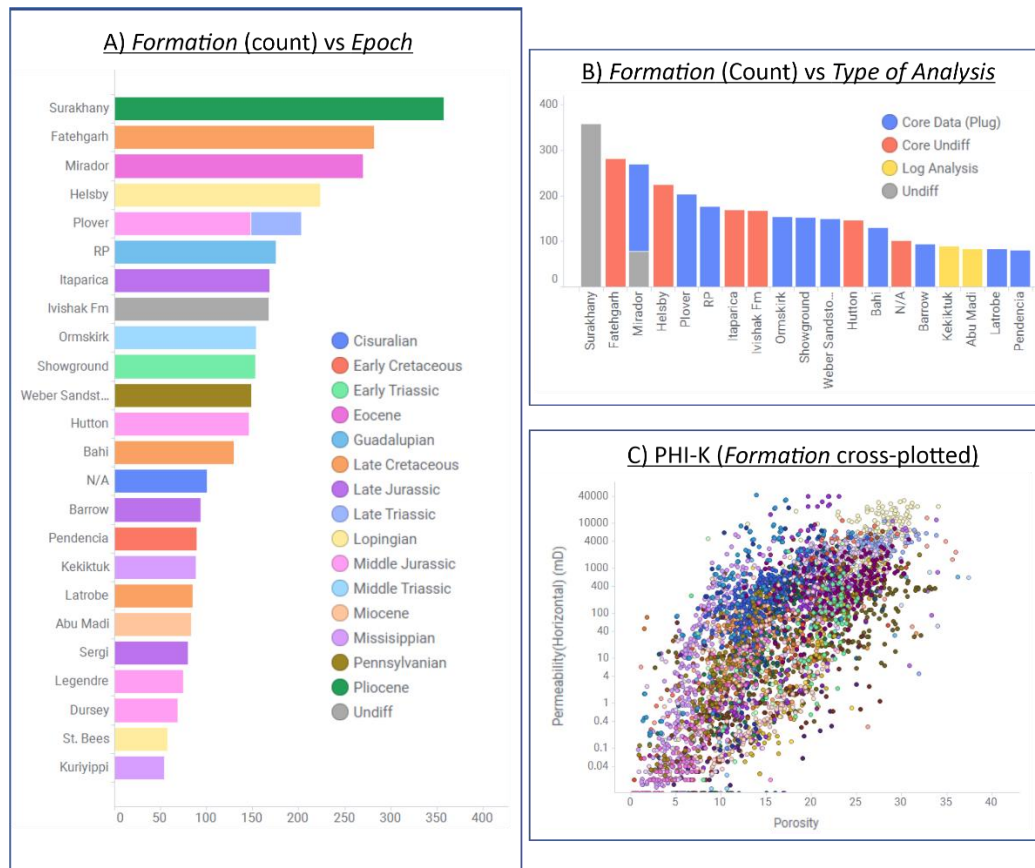 A) Formation (count) vs Epoch
Surakhany
Fatehgarh
Mirador
Helsby
Plover
RP
Itaparica
Ivishak Fm
Ormskirk
Showground
Weber Sandst...
Hutton
Bahi
N/A
Barrow
Pendencia
Kekiktuk
Latrobe
Abu Madi
Sergi
Legendre
Dursey
St. Bees
Kuriyippi
Cisuralian
Early Cretaceous
Early Triassic
Eocene
Guadalupian
Late Cretaceous
Late Jurassic
Late Triassic
Lopingian
Middle Jurassic
Middle Triassic
Miocene
Missisippian
Pennsylvanian
Pliocene
Undiff
0 50 100 150 200 250 300 350 400
B) Formation (Count) vs Type of Analysis
400
300
200
100
0
Core Data (Plug)
Core Undiff
Log Analysis
Undiff
Surakhany
Fatehgarh
Mirador
Helsby
Plover
RP
Itaparica
Ivishak Fm
Ormskirk
Showground
Weber Sandsto...
Hutton
Bahi
N/A
Barrow
Kekiktuk
Abu Madi
Latrobe
Pendencia
C) PHI-K (Formation cross-plotted)
Permeability(Horizontal) (mD)
40000
10000
4000
1000
400
100
40
10
4
1
0.4
0.1
0.04
0 5 10 15 20 25 30 35 40
Porosity